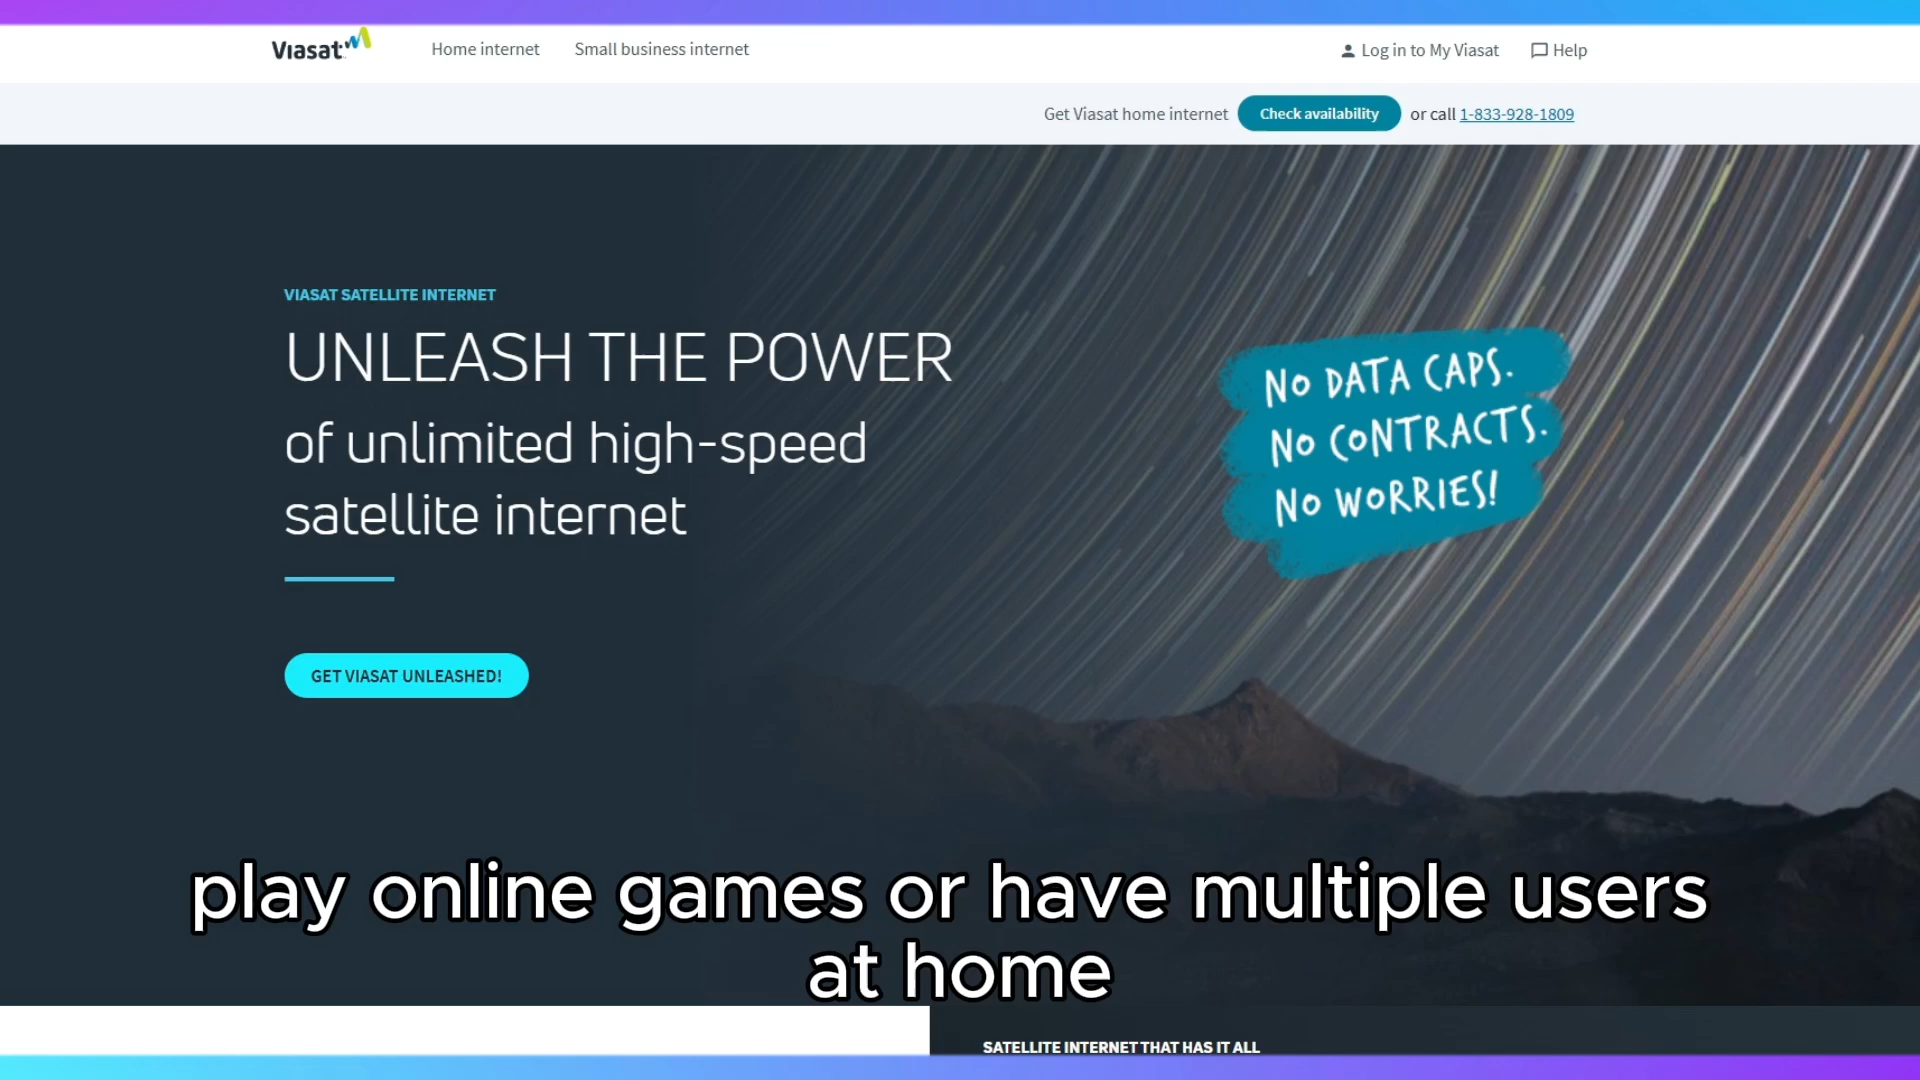 Viasat
Home internet
Small business internet
Log in to My Viasat
Help
Get Viasat home internet
Check availability
or call 1-833-928-1809
VIASAT SATELLITE INTERNET
UNLEASH THE POWER
of unlimited high-speed
satellite internet
NO DATA CAPS.
NO CONTRACTS.
NO WORRIES!
GET VIASAT UNLEASHED!
play online games or have multiple users
at home
SATELLITE INTERNET THAT HAS IT ALL